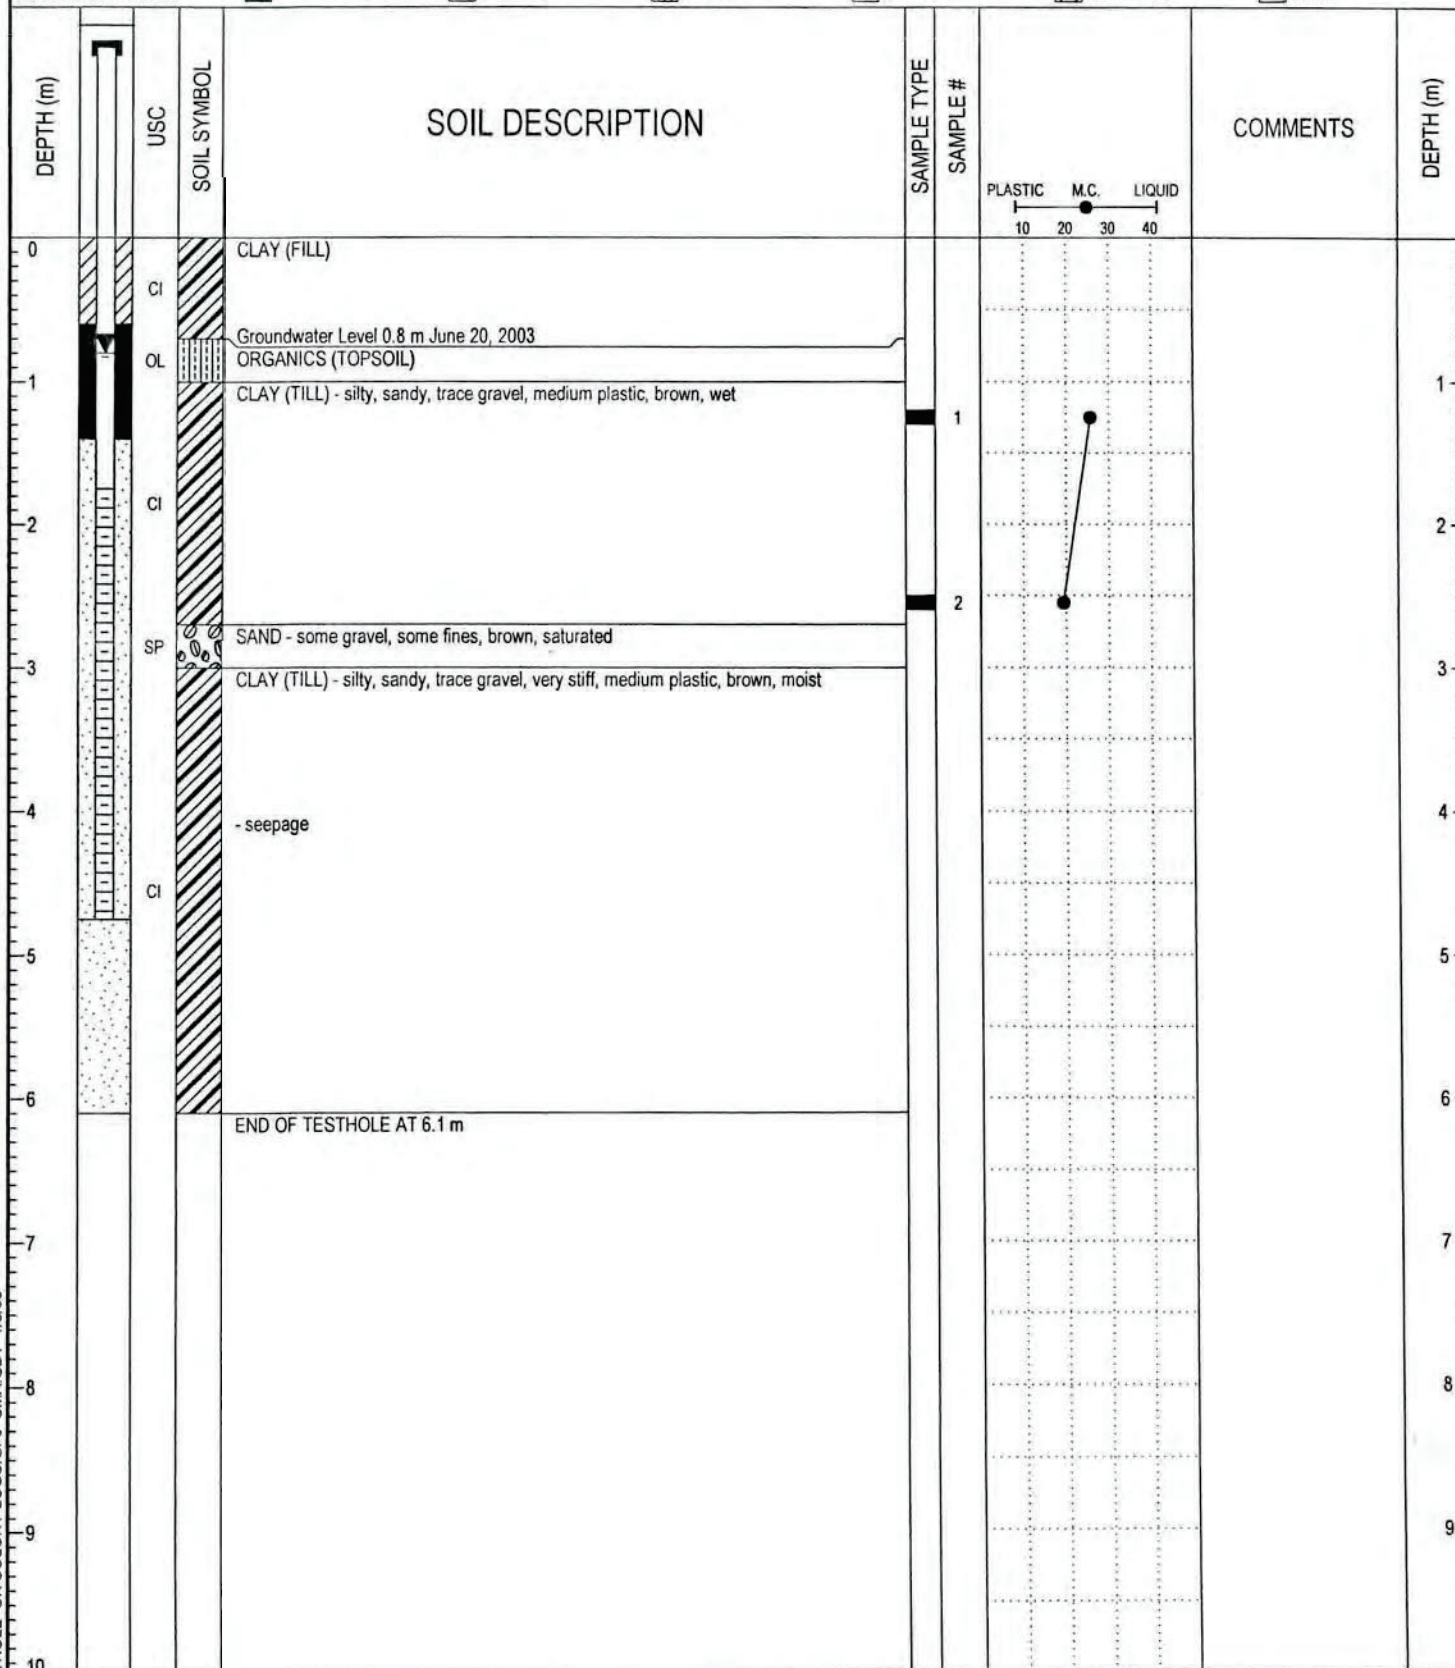 DEPTH (m)
USC
SOIL SYMBOL
SOIL DESCRIPTION
SAMPLE TYPE
SAMPLE #
PLASTIC M.C. LIQUID
10 20 30 40
COMMENTS
DEPTH (m)
0
CLAY (FILL)
CI
Groundwater Level 0.8 m June 20, 2003
OL
ORGANICS (TOPSOIL)
1
1
CLAY (TILL) - silty, sandy, trace gravel, medium plastic, brown, wet
1
CI
2
2
2
SP
SAND - some gravel, some fines, brown, saturated
3
3
CLAY (TILL) - silty, sandy, trace gravel, very stiff, medium plastic, brown, moist
4
4
- seepage
CI
5
5
6
6
END OF TESTHOLE AT 6.1 m
7
7
8
8
9
9
10